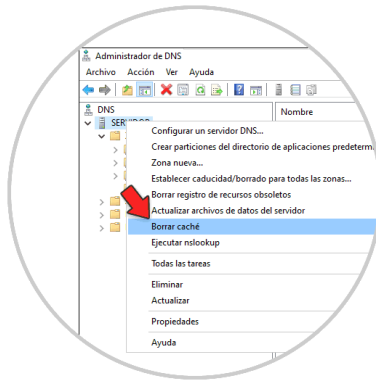 Administrador de DNS
Archivo Acción Ver Ayuda
DNS
Nombre
Configurar un servidor DNS...
Crear particiones del directorio de aplicaciones predeterm
Zona nueva...
Establecer caducidad/borrado para todas las zonas...
Borrar registro de recursos obsoletos
Actualizar archivos de datos del servidor
Borrar caché
Ejecutar nslookup
Todas las tareas
Eliminar
Actualizar
Propiedades
Ayuda